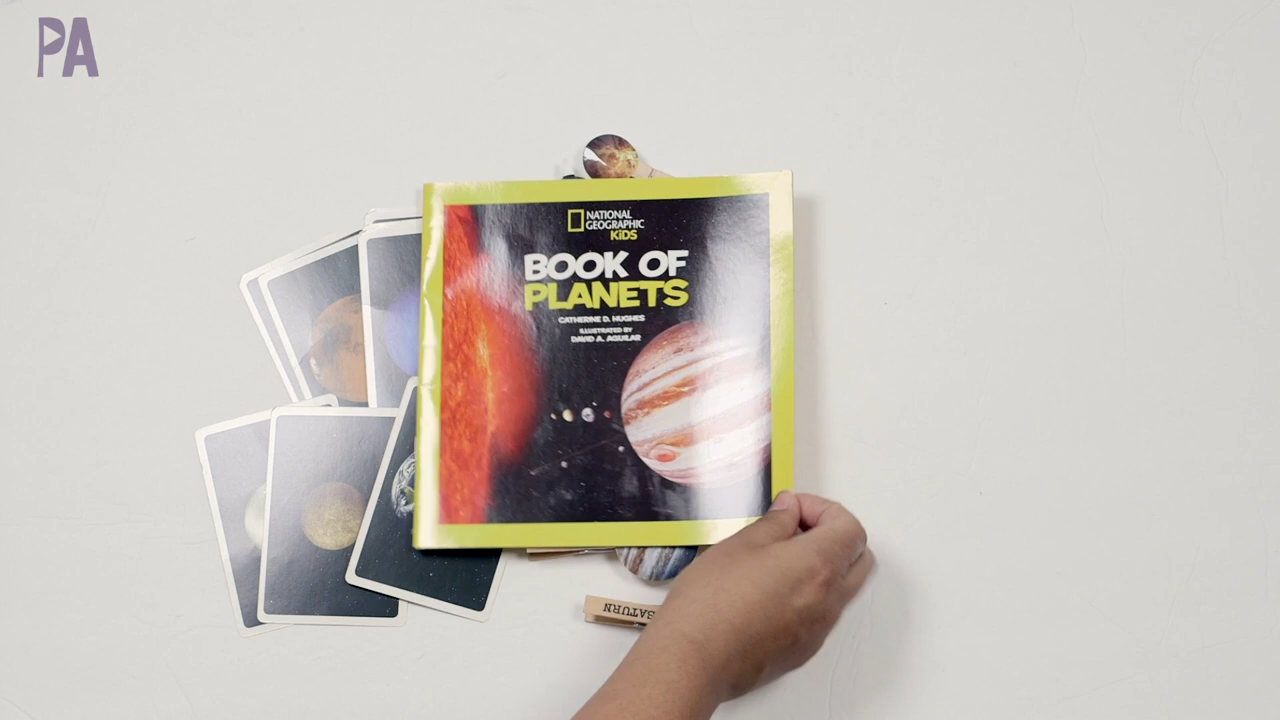 PA
NATIONAL
GEOGRAPHIC
KiDS
BOOK OF
PLANETS
CATHERINE D. HUGHES
ILLUSTRATED BY
DAVID A. AGUILAR
SATURN